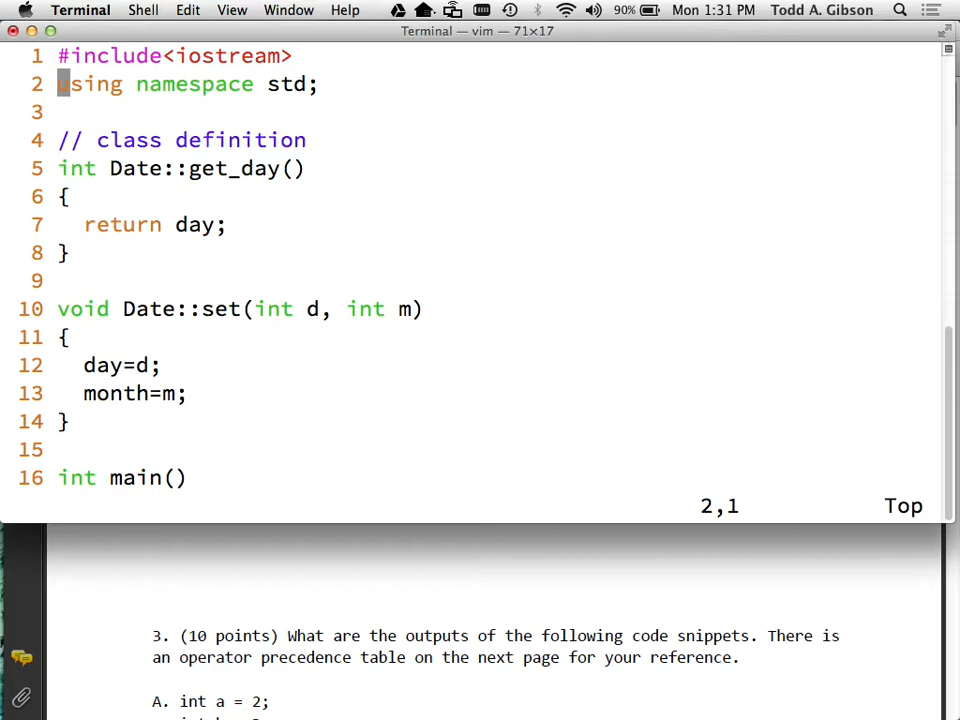 Terminal Shell Edit View Window Help 90% Mon 1:31 PM Todd A. Gibson
Terminal — vim — 71×17
1 #include<iostream>
2 using namespace std;
3
4 // class definition
5 int Date::get_day()
6 {
7 return day;
8 }
9
10 void Date::set(int d, int m)
11 {
12 day=d;
13 month=m;
14 }
15
16 int main()
2,1 Top
3. (10 points) What are the outputs of the following code snippets. There is
an operator precedence table on the next page for your reference.
A. int a = 2;